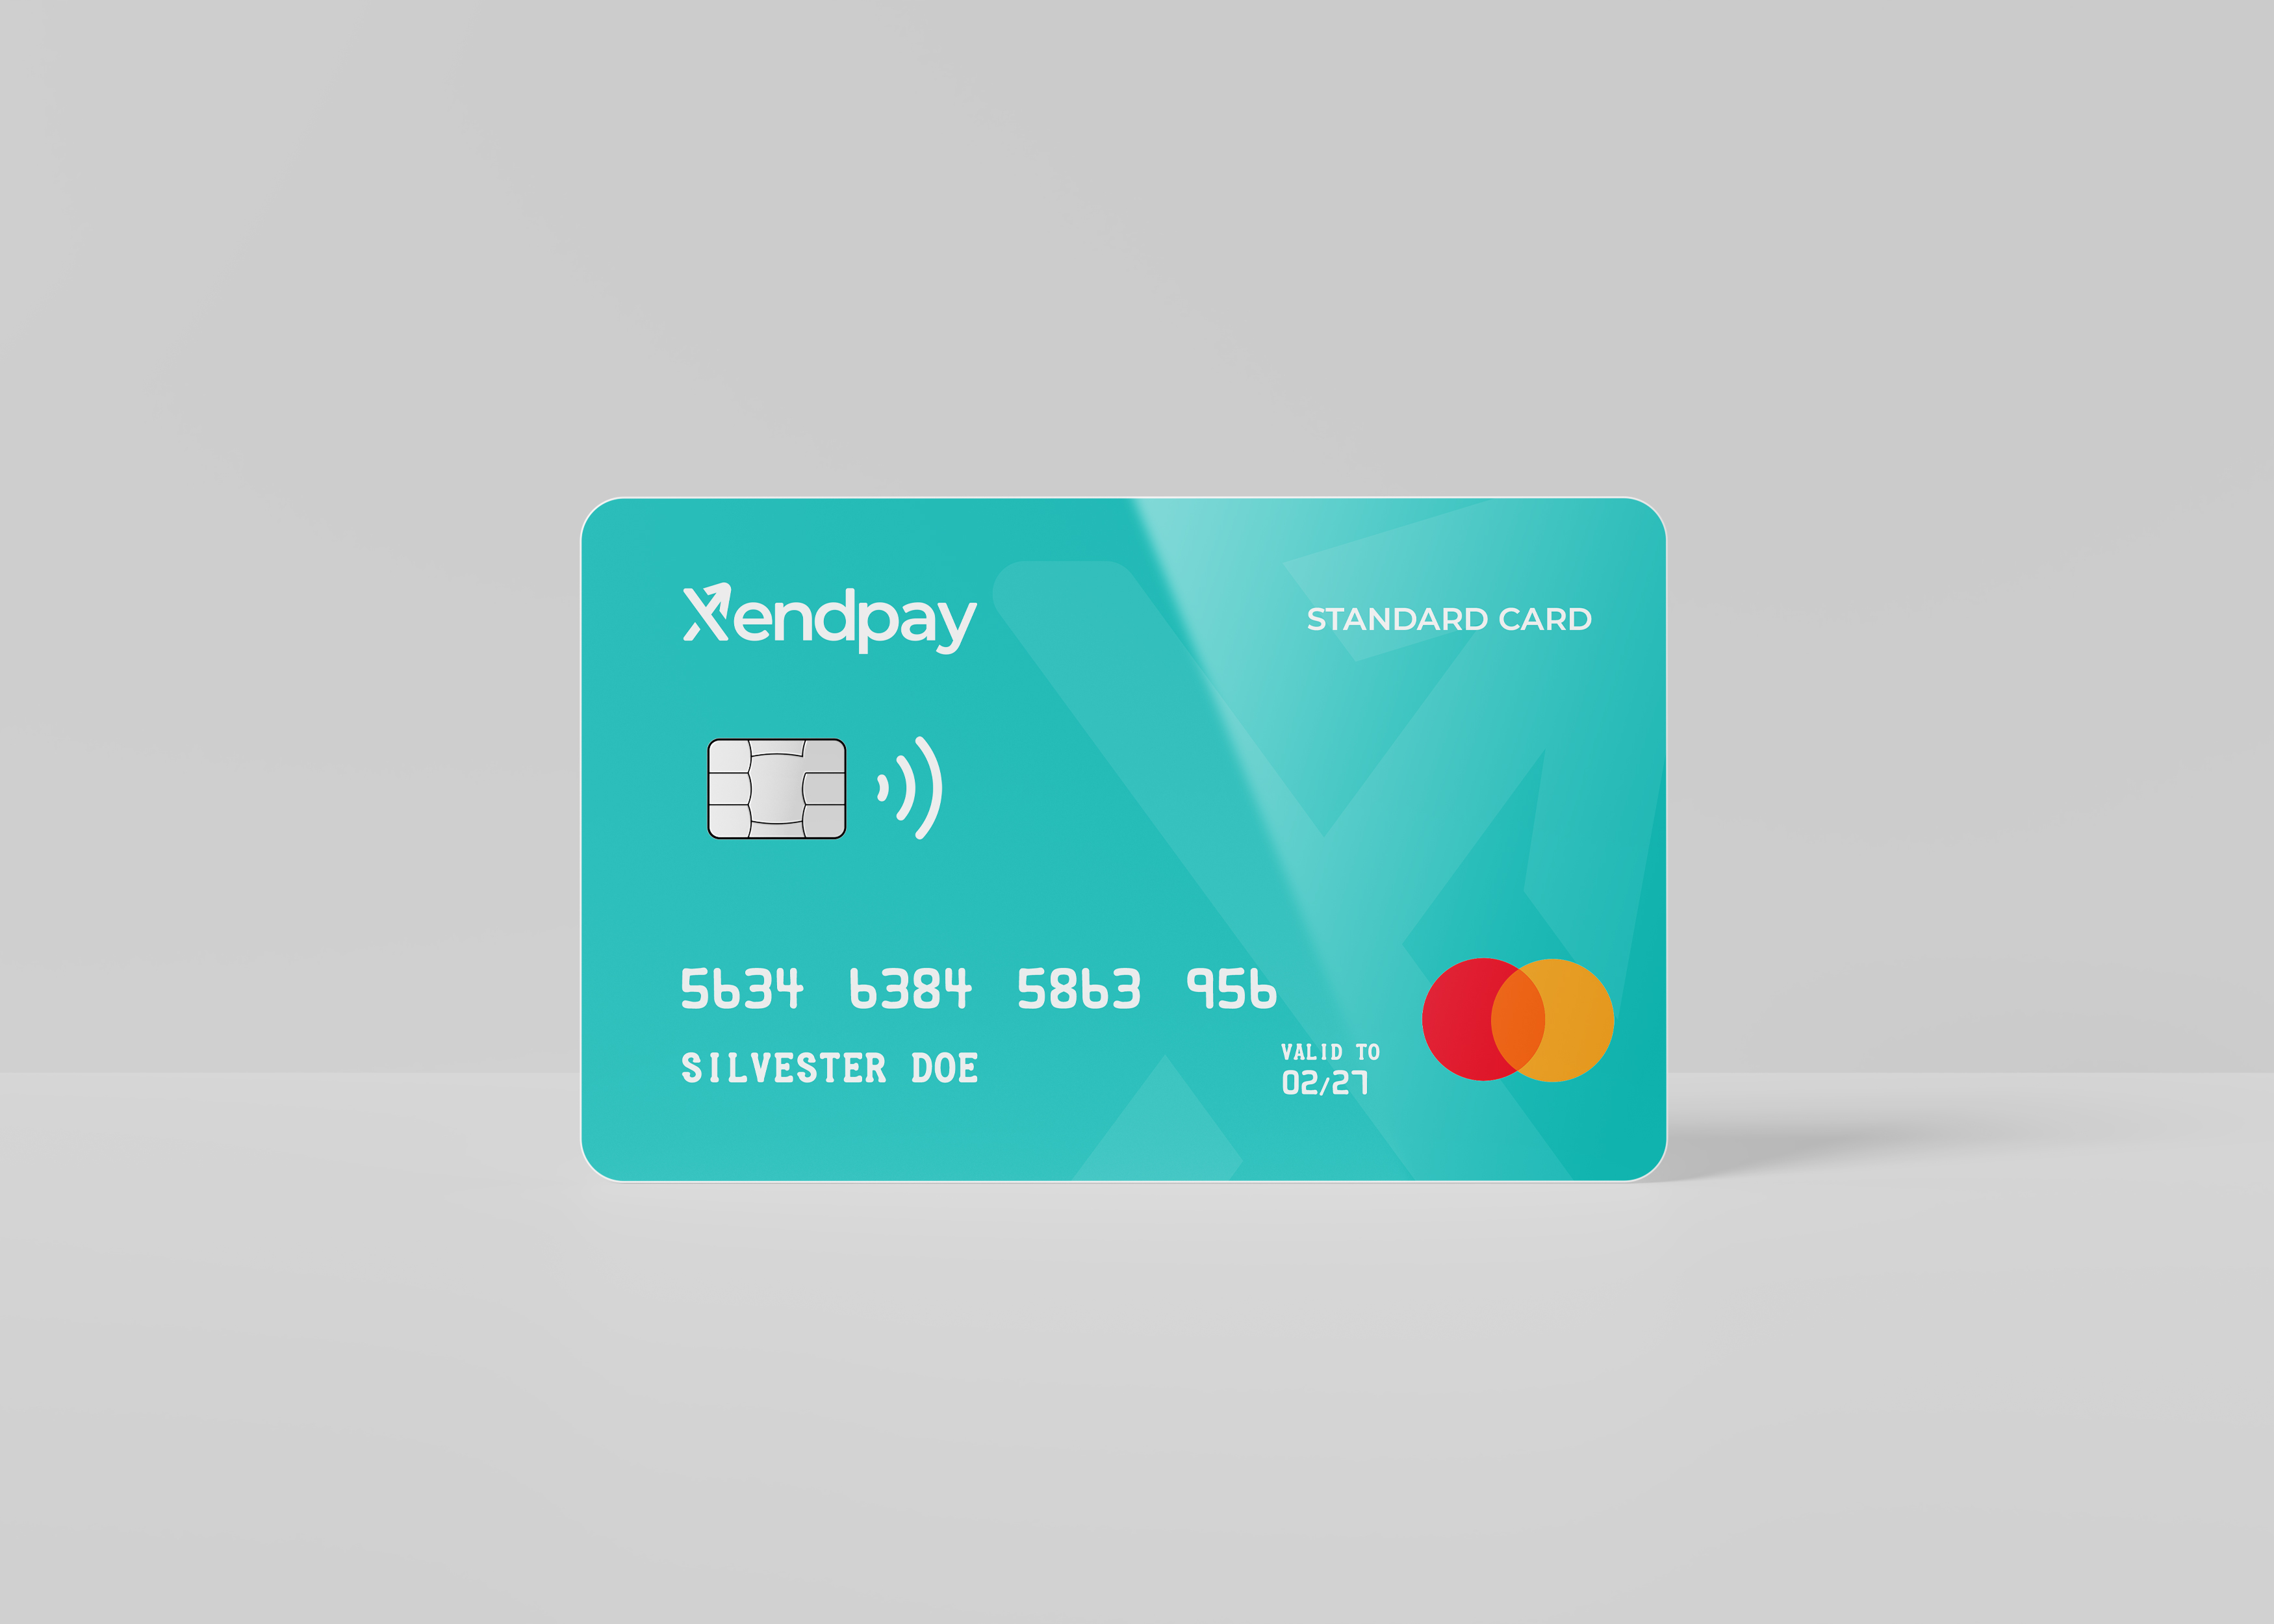 Xendpay
STANDARD CARD
5634 6384 5863 956
SILVESTER DOE
VALID TO
02/27